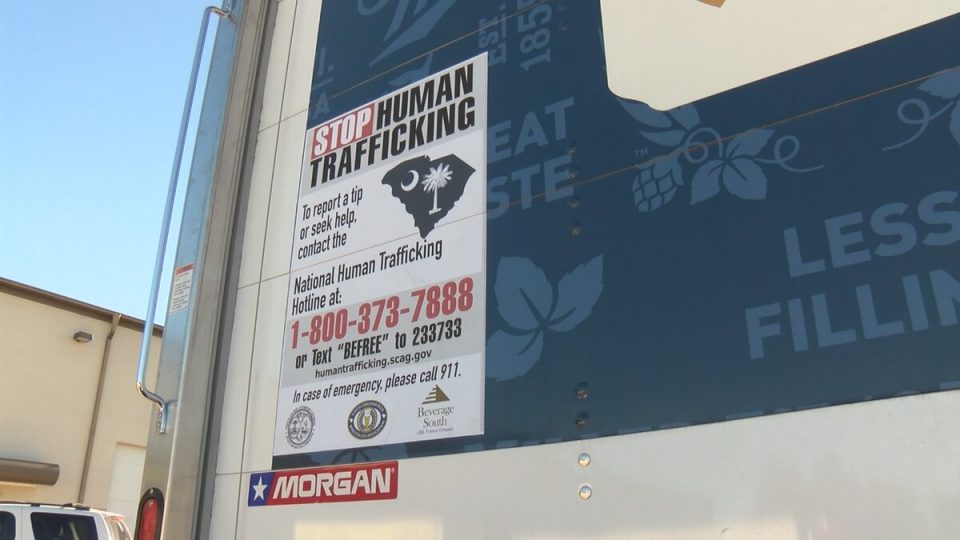 EST.
1855
STOP HUMAN
TRAFFICKING
To report a tip
or seek help,
contact the
National Human Trafficking
Hotline at:
1-800-373-7888
or Text "BEFREE" to 233733
humantrafficking.scag.gov
In case of emergency, please call 911.
Beverage
South
EAT
STE
TM
LESS
FILLIN
MORGAN